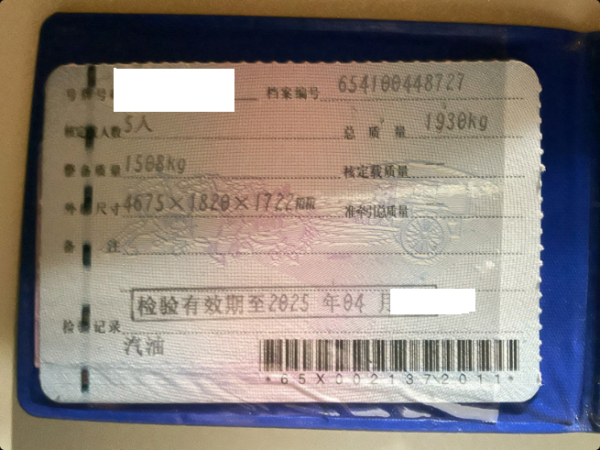 号牌号 档案编号 654100448727
核定载人数 5人 总质量 1930kg
整备质量 1508kg 核定载质量
外廓尺寸 4675×1820×1722 准牵引总质量
备注
检验有效期至2025 年04 月
检验记录
汽油
*65X0021372011*